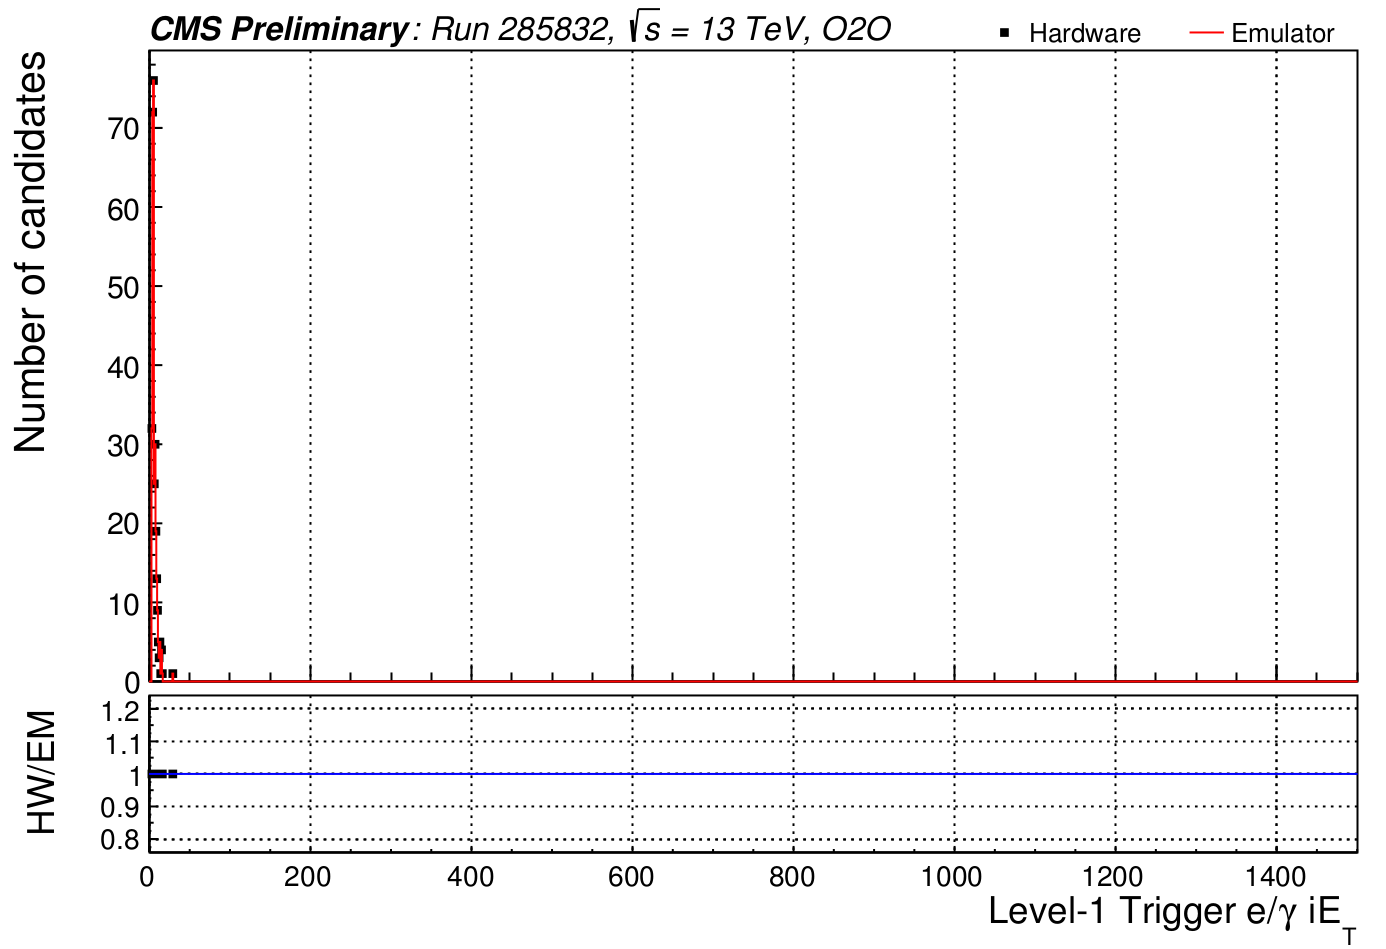 CMS Preliminary: Run 285832, √s = 13 TeV, O2O
Hardware
Emulator
Number of candidates
70
60
50
40
30
20
10
0
HW/EM
1.2
1.1
1
0.9
0.8
0 200 400 600 800 1000 1200 1400
Level-1 Trigger e/γ iE_T